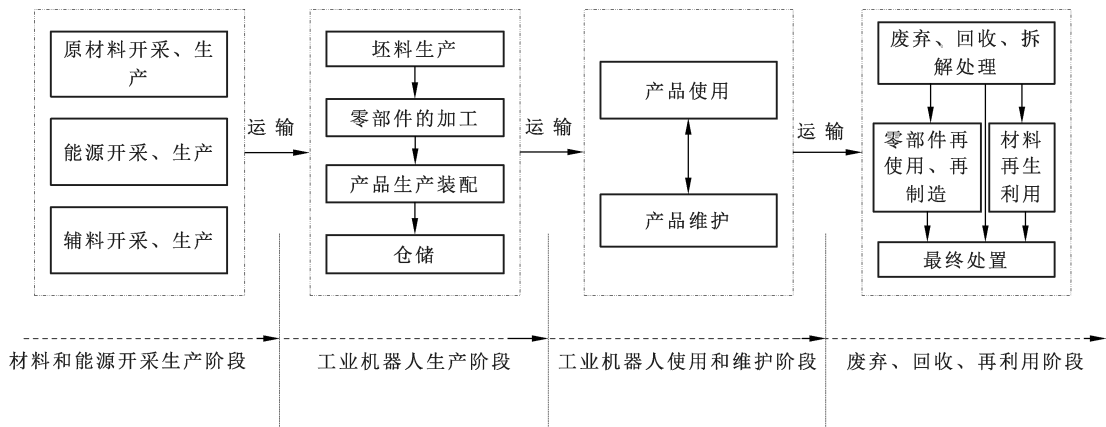 原材料开采、生
产
能源开采、生产
辅料开采、生产
运输
坯料生产
零部件的加工
产品生产装配
仓储
运输
产品使用
产品维护
运输
废弃、回收、拆
解处理
零部件再
使用、再
制造
材料
再生
利用
最终处置
材料和能源开采生产阶段
工业机器人生产阶段
工业机器人使用和维护阶段
废弃、回收、再利用阶段